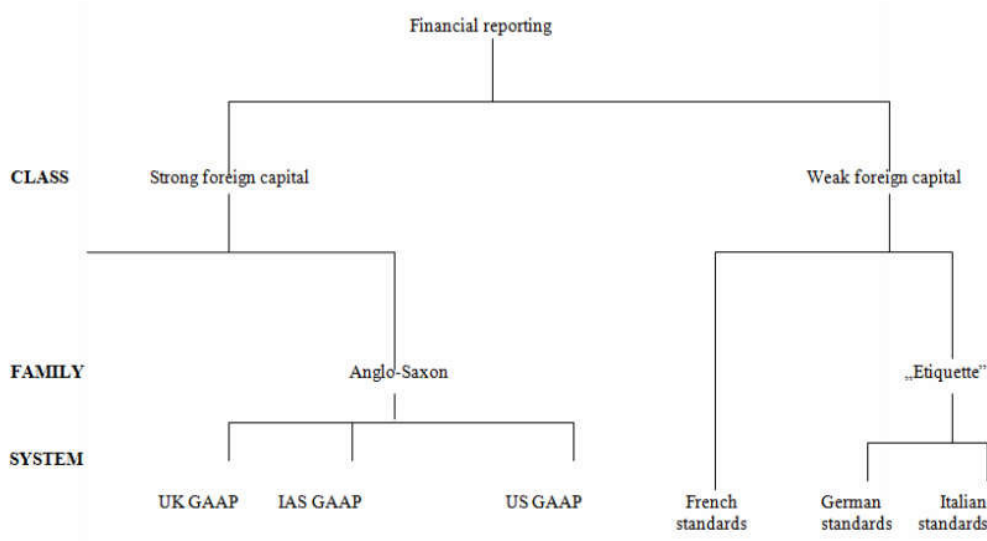 Financial reporting
CLASS
Strong foreign capital
Weak foreign capital
FAMILY
Anglo-Saxon
„Etiquette”
SYSTEM
UK GAAP
IAS GAAP
US GAAP
French
standards
German
standards
Italian
standards